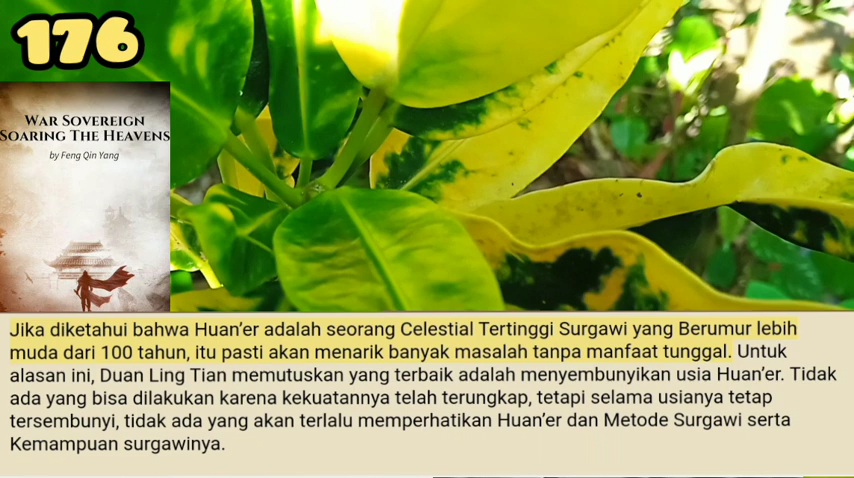 176
WAR SOVEREIGN
SOARING THE HEAVENS
by Feng Qin Yang
Jika diketahui bahwa Huan'er adalah seorang Celestial Tertinggi Surgawi yang Berumur lebih
muda dari 100 tahun, itu pasti akan menarik banyak masalah tanpa manfaat tunggal. Untuk
alasan ini, Duan Ling Tian memutuskan yang terbaik adalah menyembunyikan usia Huan'er. Tidak
ada yang bisa dilakukan karena kekuatannya telah terungkap, tetapi selama usianya tetap
tersembunyi, tidak ada yang akan terlalu memperhatikan Huan'er dan Metode Surgawi serta
Kemampuan surgawinya.